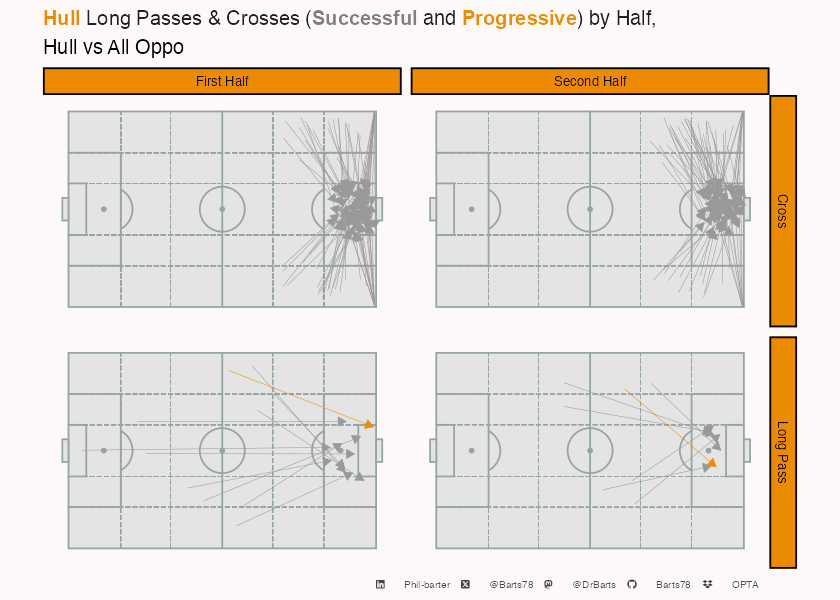 Hull Long Passes & Crosses (Successful and Progressive) by Half,
Hull vs All Oppo
First Half
Second Half
Cross
Long Pass
Phil-barter @Barts78 @DrBarts Barts78 OPTA